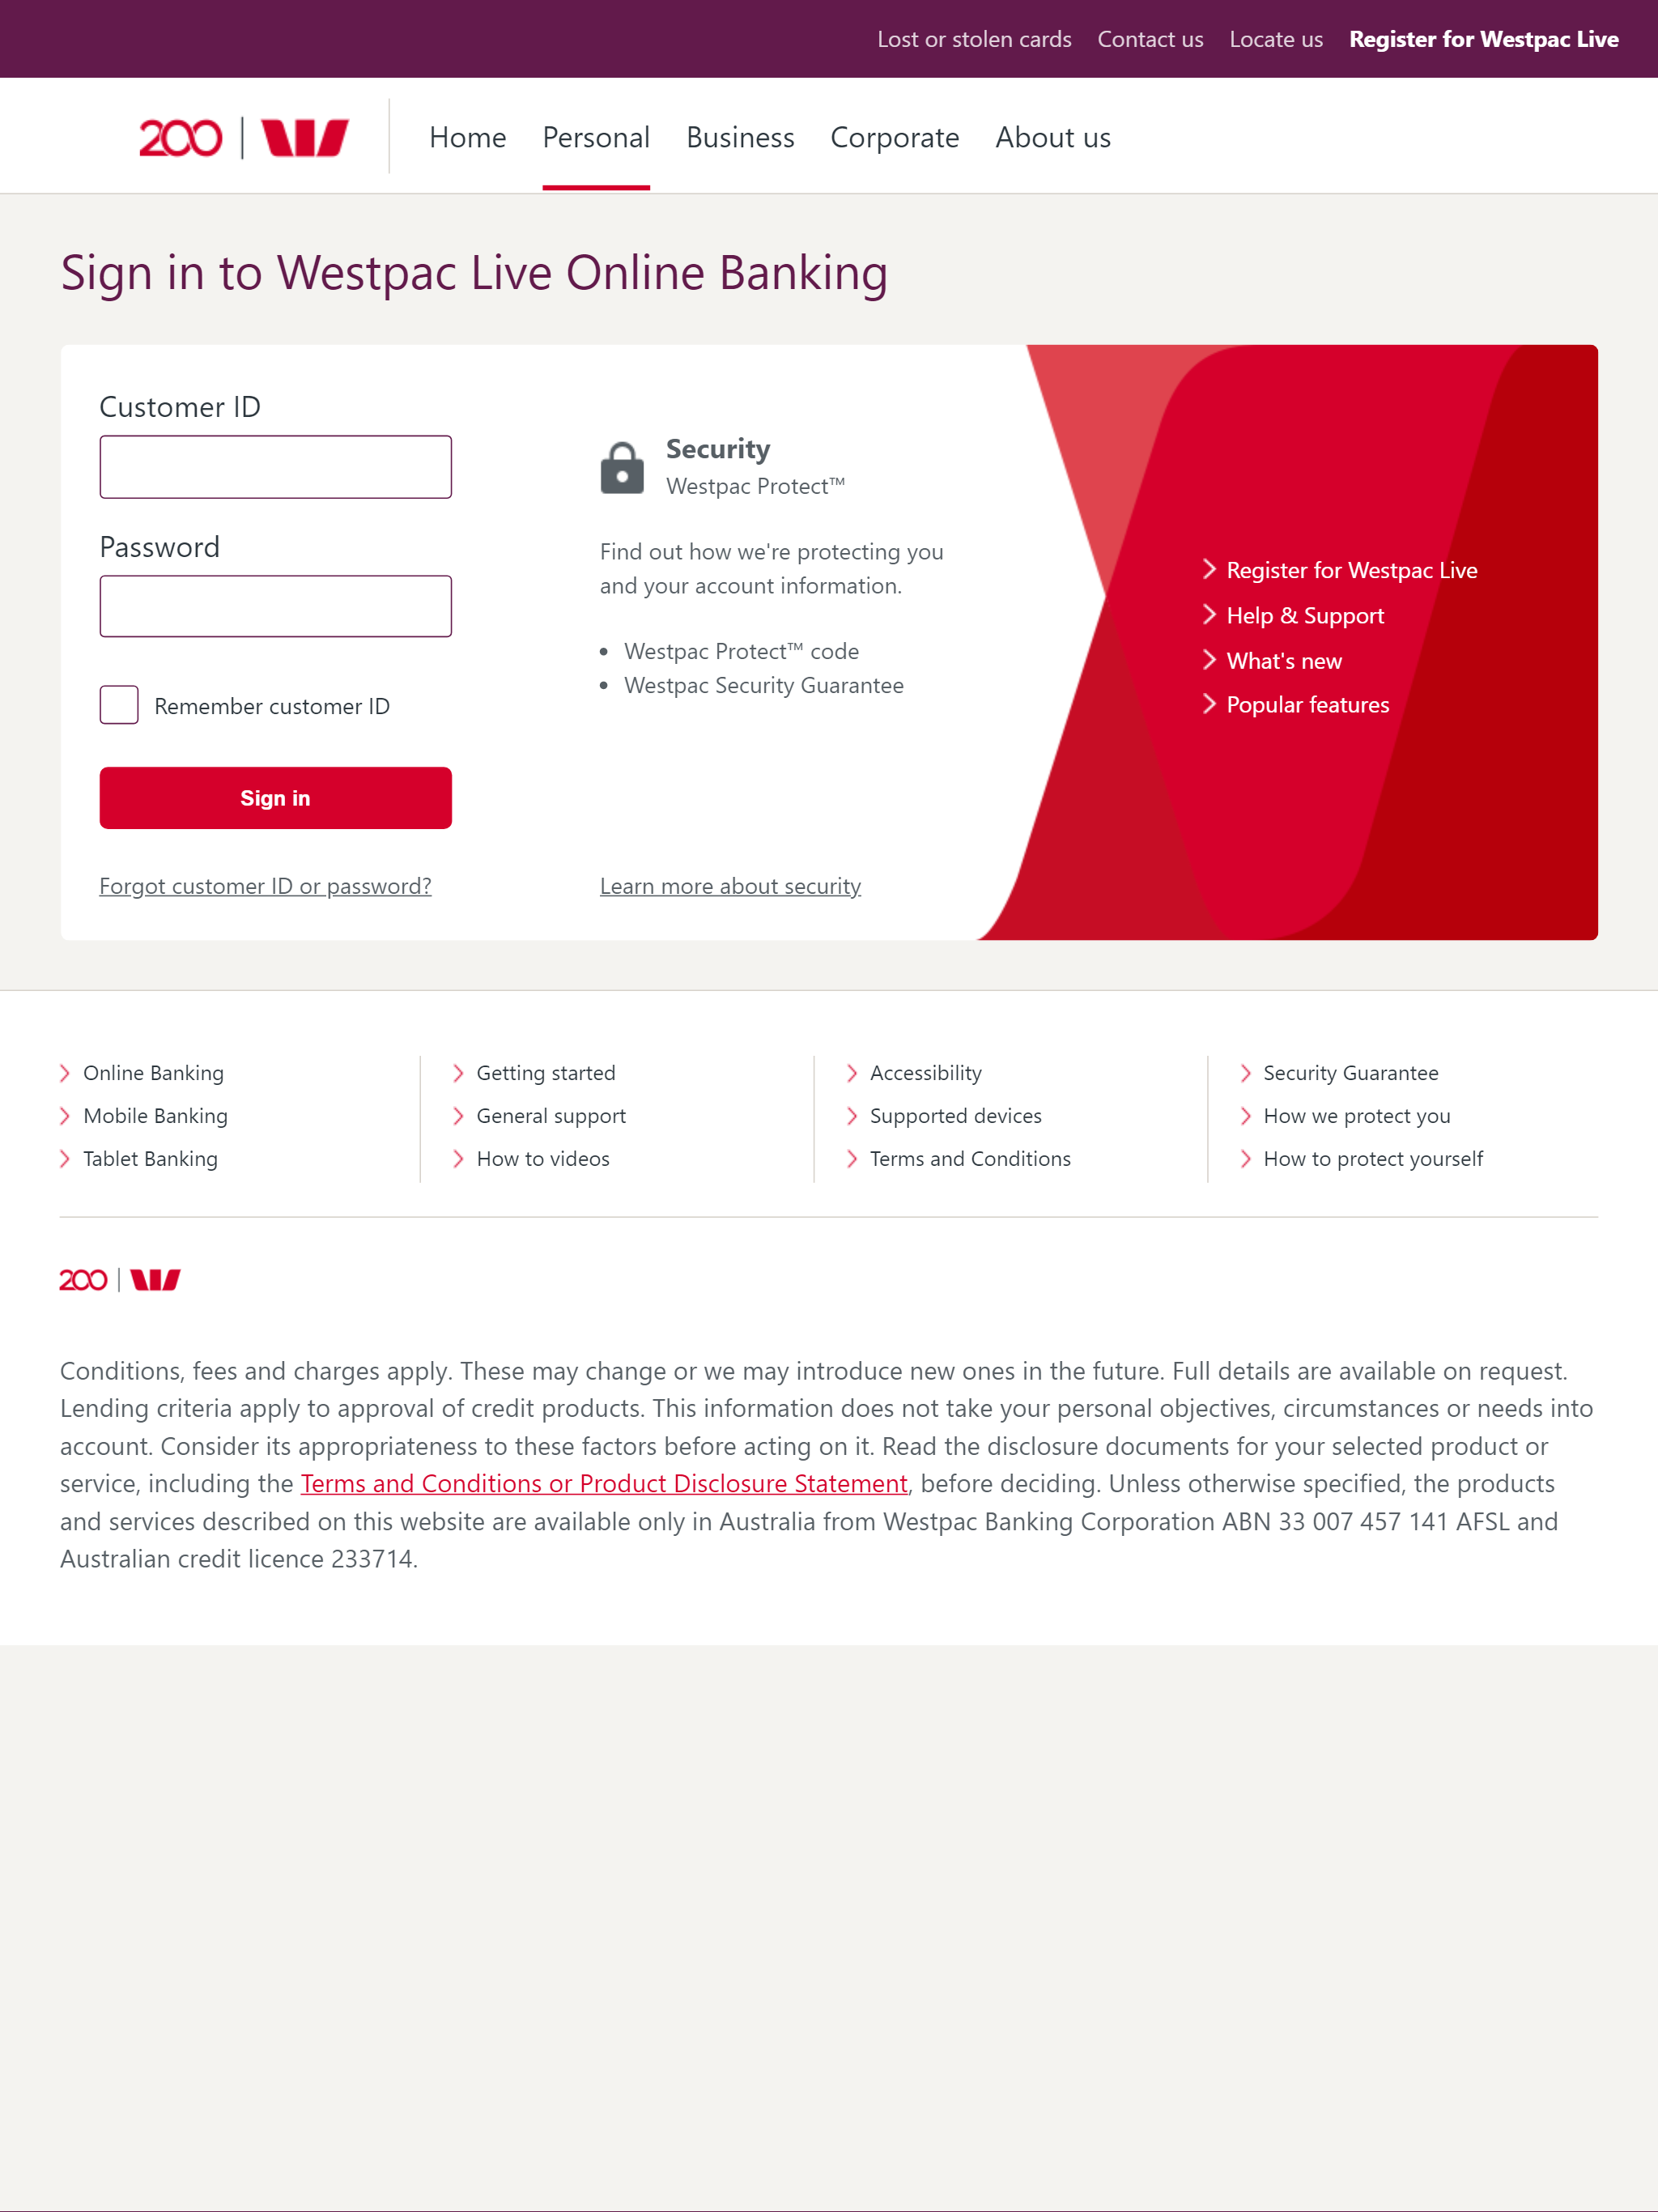 Lost or stolen cards Contact us Locate us Register for Westpac Live
200 Home Personal Business Corporate About us
Sign in to Westpac Live Online Banking
Customer ID
Password
Remember customer ID
Sign in
Forgot customer ID or password?
Security
Westpac Protect™
Find out how we're protecting you
and your account information.
• Westpac Protect™ code
• Westpac Security Guarantee
Learn more about security
Register for Westpac Live
Help & Support
What's new
Popular features
Online Banking
Mobile Banking
Tablet Banking
Getting started
General support
How to videos
Accessibility
Supported devices
Terms and Conditions
Security Guarantee
How we protect you
How to protect yourself
200
Conditions, fees and charges apply. These may change or we may introduce new ones in the future. Full details are available on request.
Lending criteria apply to approval of credit products. This information does not take your personal objectives, circumstances or needs into
account. Consider its appropriateness to these factors before acting on it. Read the disclosure documents for your selected product or
service, including the Terms and Conditions or Product Disclosure Statement, before deciding. Unless otherwise specified, the products
and services described on this website are available only in Australia from Westpac Banking Corporation ABN 33 007 457 141 AFSL and
Australian credit licence 233714.